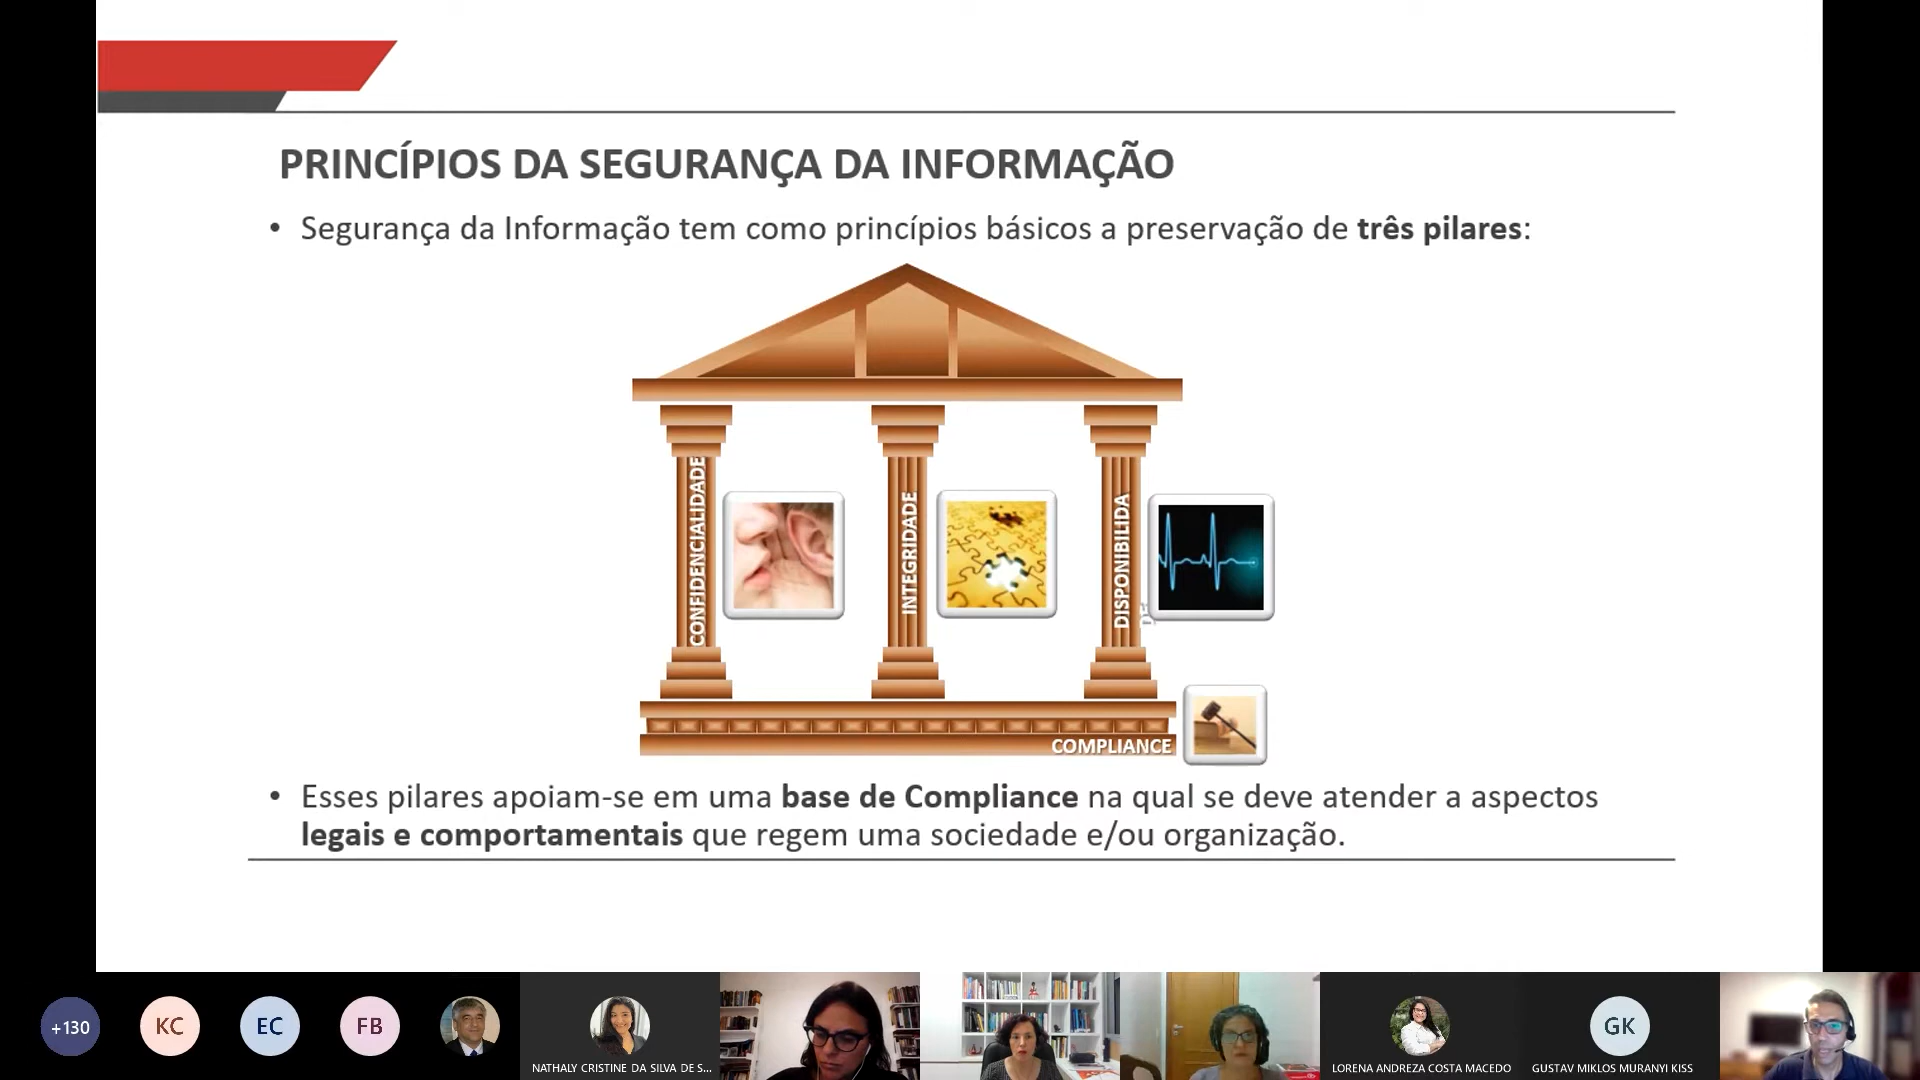 PRINCÍPIOS DA SEGURANÇA DA INFORMAÇÃO
• Segurança da Informação tem como princípios básicos a preservação de três pilares:
CONFIDENCIALIDADE
INTEGRIDADE
DISPONIBILIDA
DE
COMPLIANCE
• Esses pilares apoiam-se em uma base de Compliance na qual se deve atender a aspectos
legais e comportamentais que regem uma sociedade e/ou organização.
+130
KC
EC
FB
NATHALY CRISTINE DA SILVA DE S...
LORENA ANDREZA COSTA MACEDO
GK
GUSTAV MIKLOS MURANYI KISS